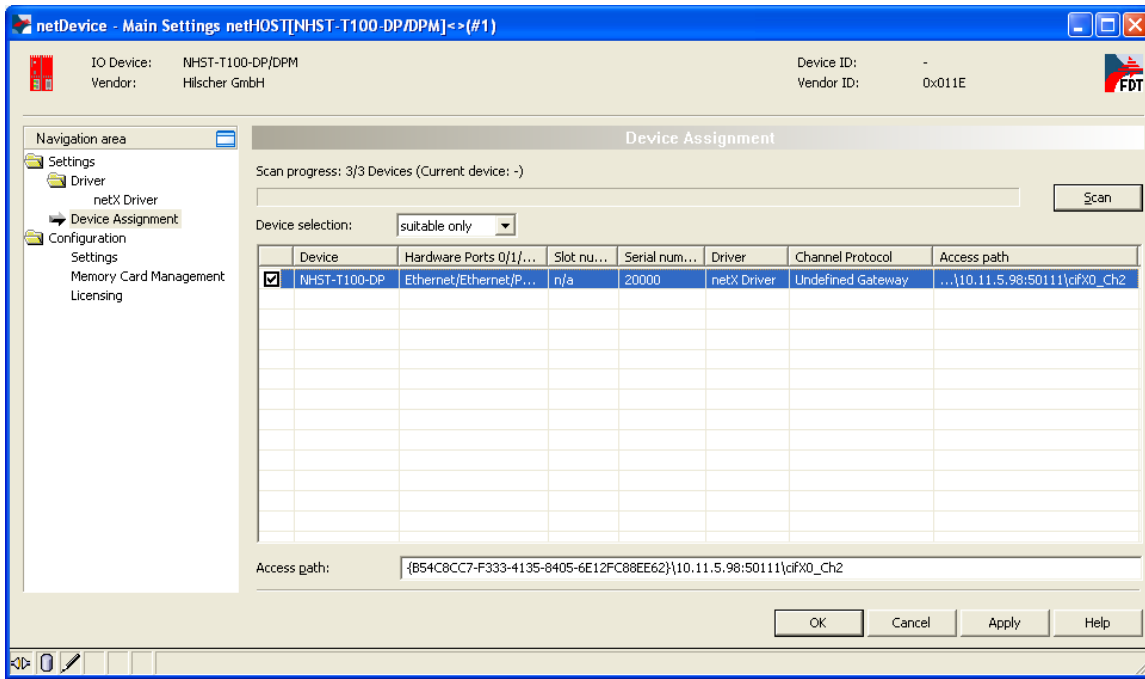 netDevice - Main Settings netHOST[NHST-T100-DP/DPM]<>(#1)
IO Device: NHST-T100-DP/DPM Device ID: -
Vendor: Hilscher GmbH Vendor ID: 0x011E
FDT
Navigation area
Settings
Driver
netX Driver
Device Assignment
Configuration
Settings
Memory Card Management
Licensing
Device Assignment
Scan progress: 3/3 Devices (Current device: -)
Scan
Device selection: suitable only
Device Hardware Ports 0/1/... Slot nu... Serial num... Driver Channel Protocol Access path
NHST-T100-DP Ethernet/Ethernet/P... n/a 20000 netX Driver Undefined Gateway ...\10.11.5.98:50111\cifX0_Ch2
Access path: {B54C8CC7-F333-4135-8405-6E12FC88EE62}\10.11.5.98:50111\cifX0_Ch2
OK Cancel Apply Help